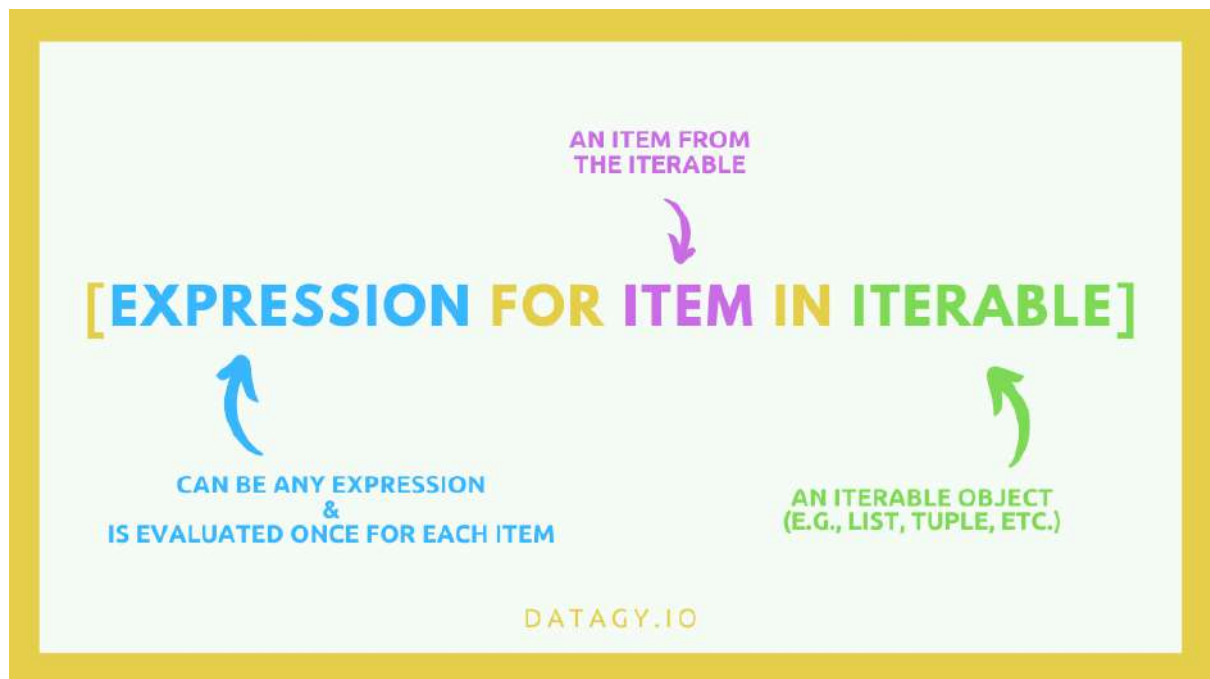 AN ITEM FROM
THE ITERABLE
[EXPRESSION FOR ITEM IN ITERABLE]
CAN BE ANY EXPRESSION
&
IS EVALUATED ONCE FOR EACH ITEM
AN ITERABLE OBJECT
(E.G., LIST, TUPLE, ETC.)
DATAGY.IO